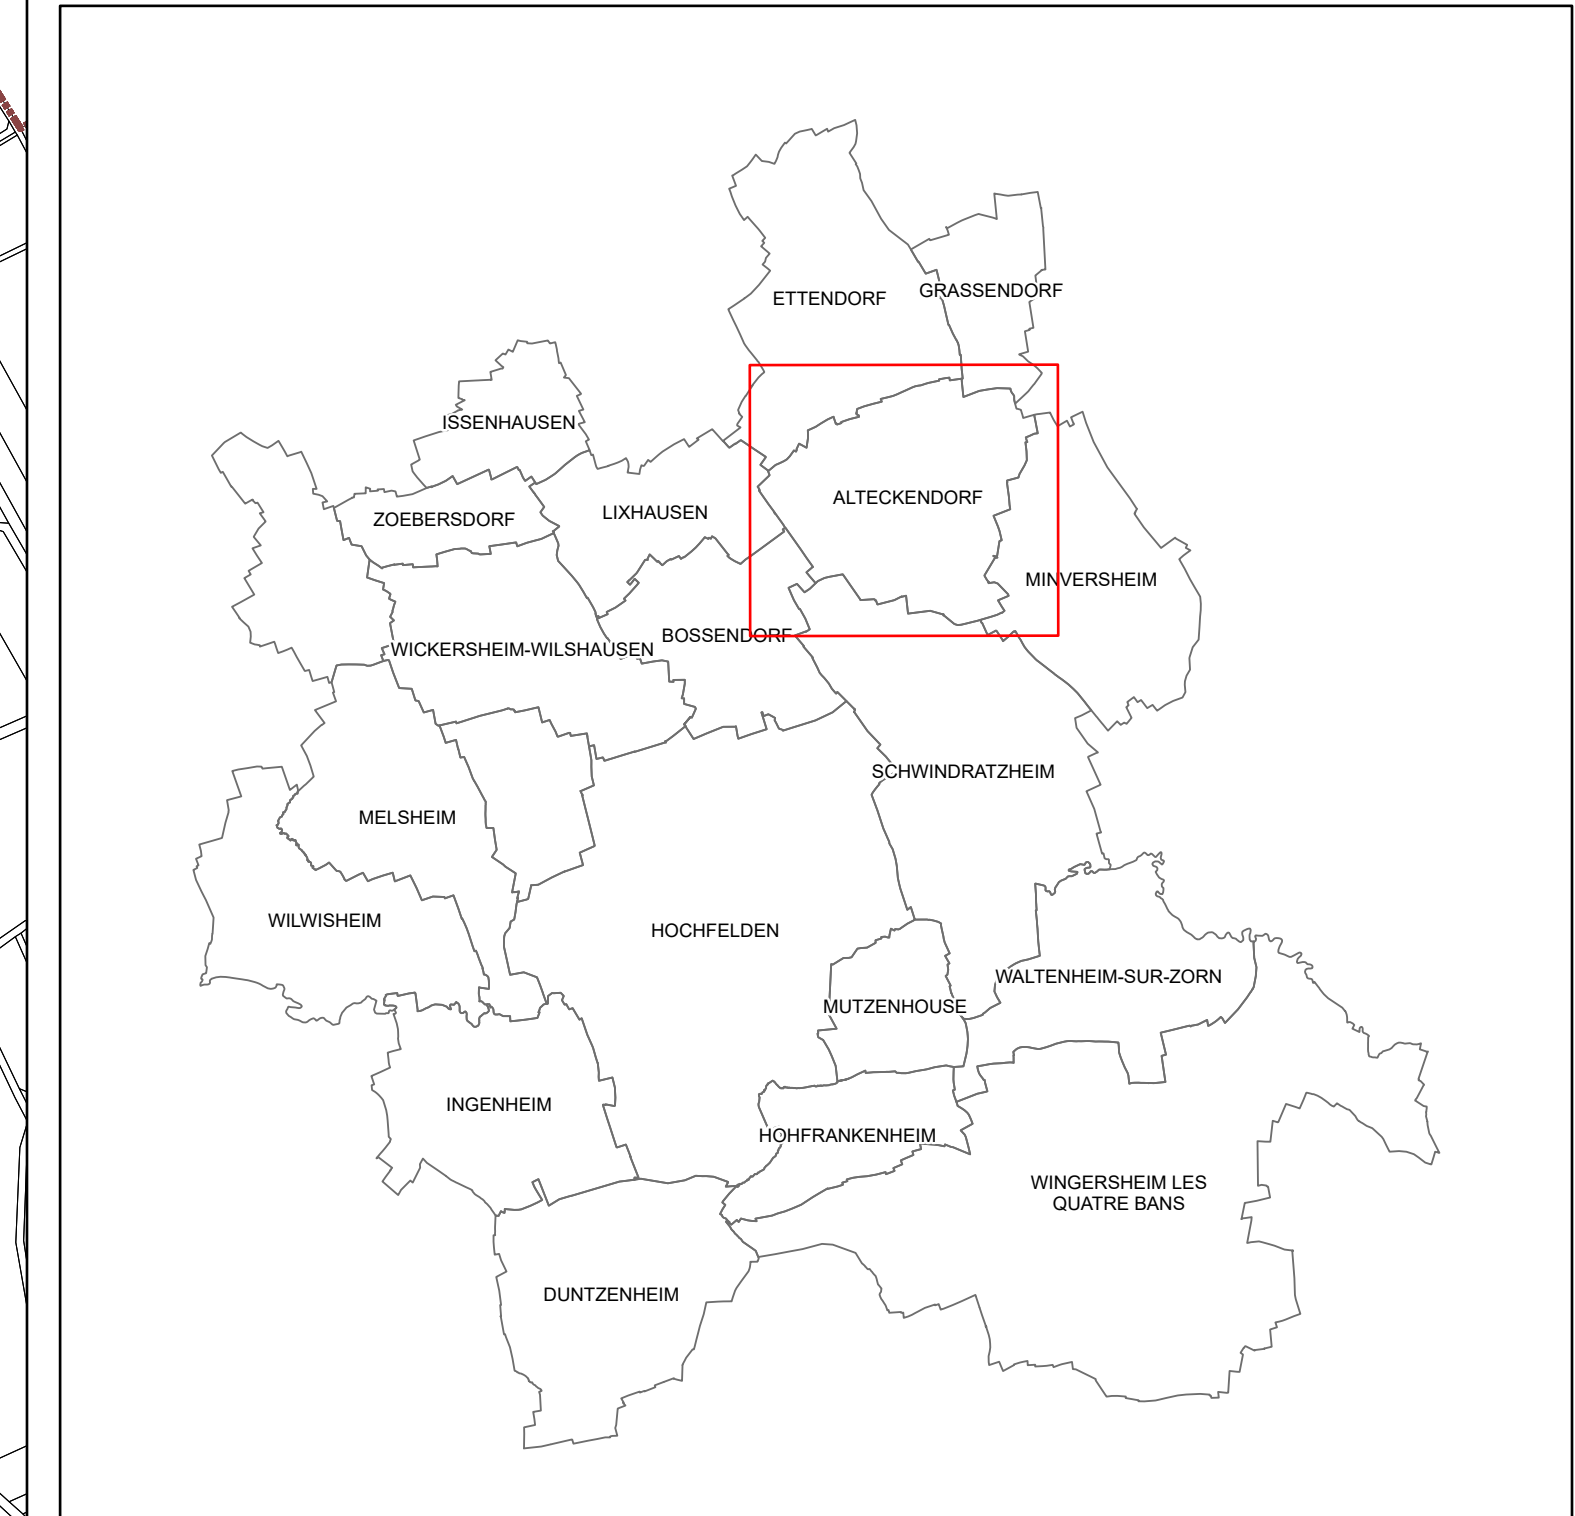 GRASSENDORF
ETTENDORF
ISSENHAUSEN
ALTECKENDORF
LIXHAUSEN
ZOEBERSDORF
MINVERSHEIM
BOSSENDORF
WICKERSHEIM-WILSHAUSEN
SCHWINDRATZHEIM
MELSHEIM
WILWISHEIM
HOCHFELDEN
WALTENHEIM-SUR-ZORN
MUTZENHOUSE
INGENHEIM
HOHFRANKENHEIM
WINGERSHEIM LES
QUATRE BANS
DUNTZENHEIM